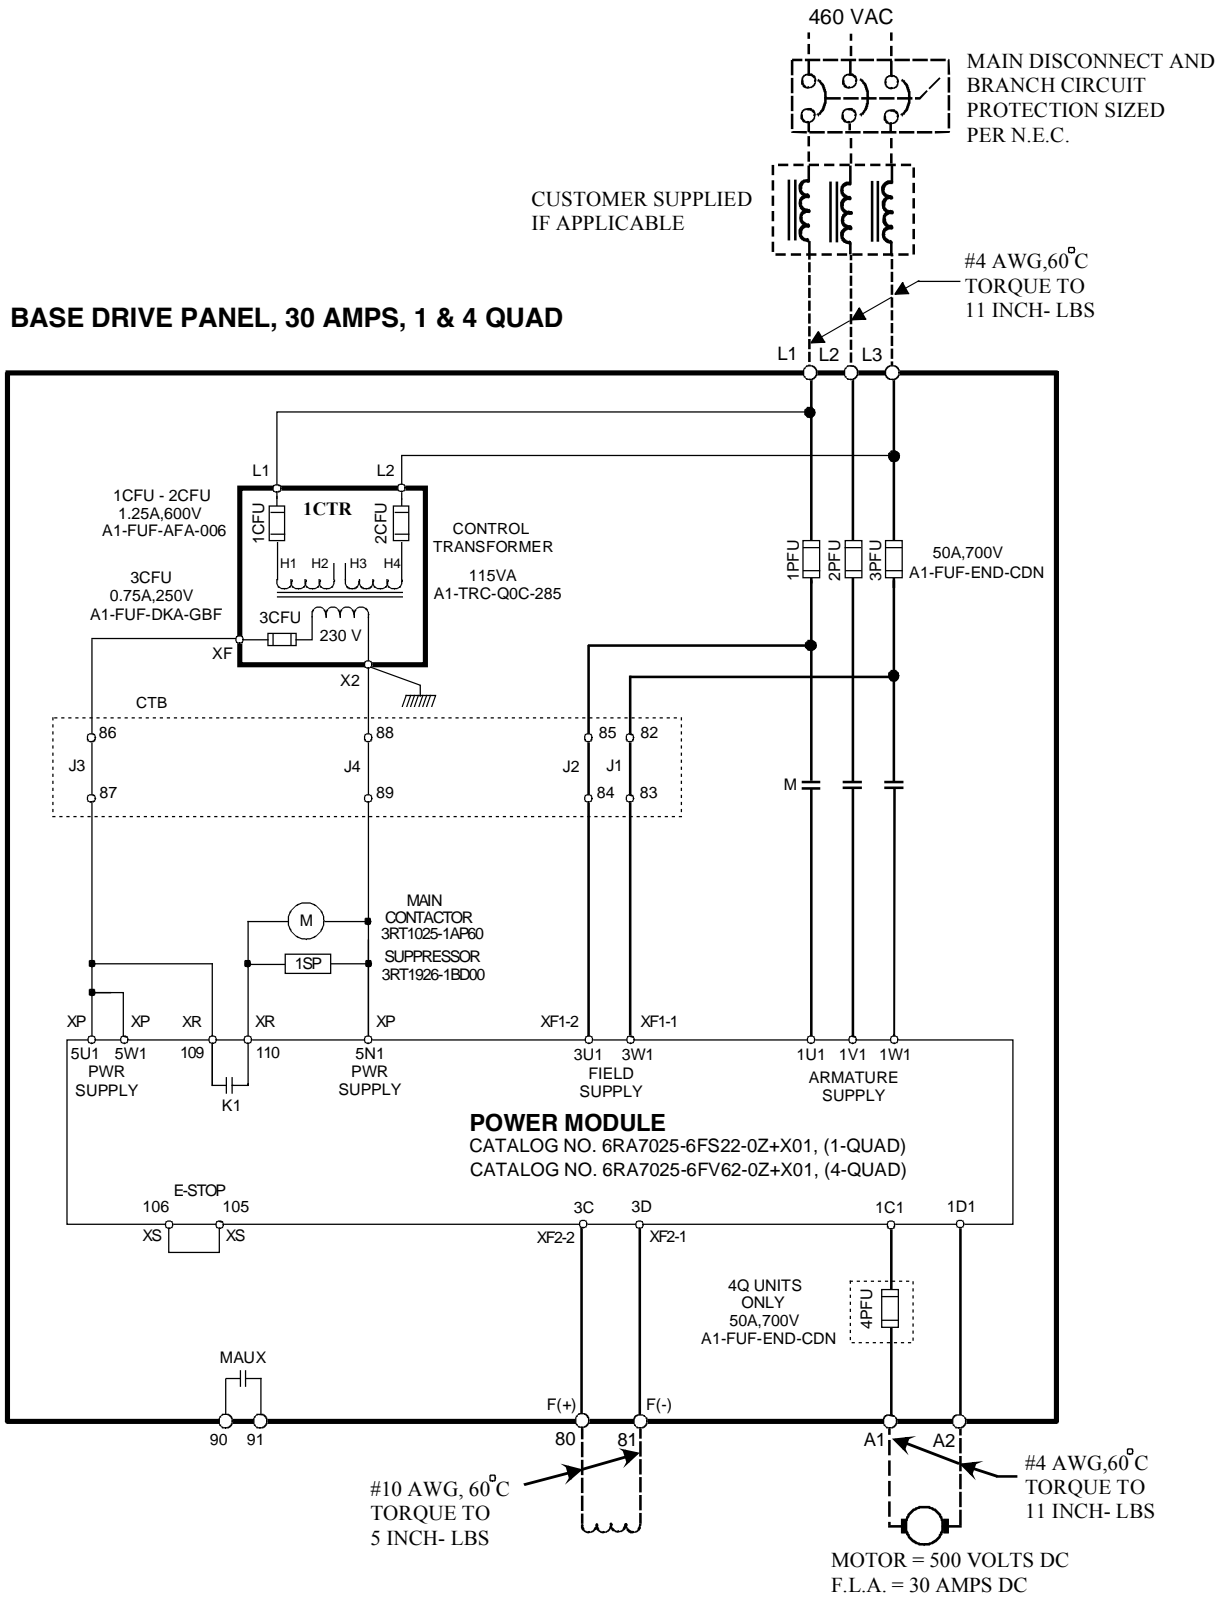 460 VAC
MAIN DISCONNECT AND
BRANCH CIRCUIT
PROTECTION SIZED
PER N.E.C.
CUSTOMER SUPPLIED
IF APPLICABLE
#4 AWG,60°C
TORQUE TO
11 INCH- LBS
BASE DRIVE PANEL, 30 AMPS, 1 & 4 QUAD
L1 L2 L3
L1 L2
1CFU - 2CFU
1.25A,600V
A1-FUF-AFA-006
1CFU
1CTR
2CFU
CONTROL
TRANSFORMER
115VA
A1-TRC-Q0C-285
H1 H2 H3 H4
3CFU
0.75A,250V
A1-FUF-DKA-GBF
3CFU
230 V
XF
X2
1PFU
2PFU
3PFU
50A,700V
A1-FUF-END-CDN
CTB
86 88 85 82
J3 J4 J2 J1
87 89 84 83
M
M
MAIN
CONTACTOR
3RT1025-1AP60
1SP
SUPPRESSOR
3RT1926-1BD00
XP XP XR XR XP XF1-2 XF1-1
5U1 5W1 109 110 5N1 3U1 3W1 1U1 1V1 1W1
PWR
SUPPLY
K1
PWR
SUPPLY
FIELD
SUPPLY
ARMATURE
SUPPLY
POWER MODULE
CATALOG NO. 6RA7025-6FS22-0Z+X01, (1-QUAD)
CATALOG NO. 6RA7025-6FV62-0Z+X01, (4-QUAD)
E-STOP
106 105 3C 3D 1C1 1D1
XS XS XF2-2 XF2-1
4Q UNITS
ONLY
50A,700V
A1-FUF-END-CDN
4PFU
MAUX
F(+) F(-)
90 91 80 81 A1 A2
#10 AWG, 60°C
TORQUE TO
5 INCH- LBS
#4 AWG,60°C
TORQUE TO
11 INCH- LBS
MOTOR = 500 VOLTS DC
F.L.A. = 30 AMPS DC